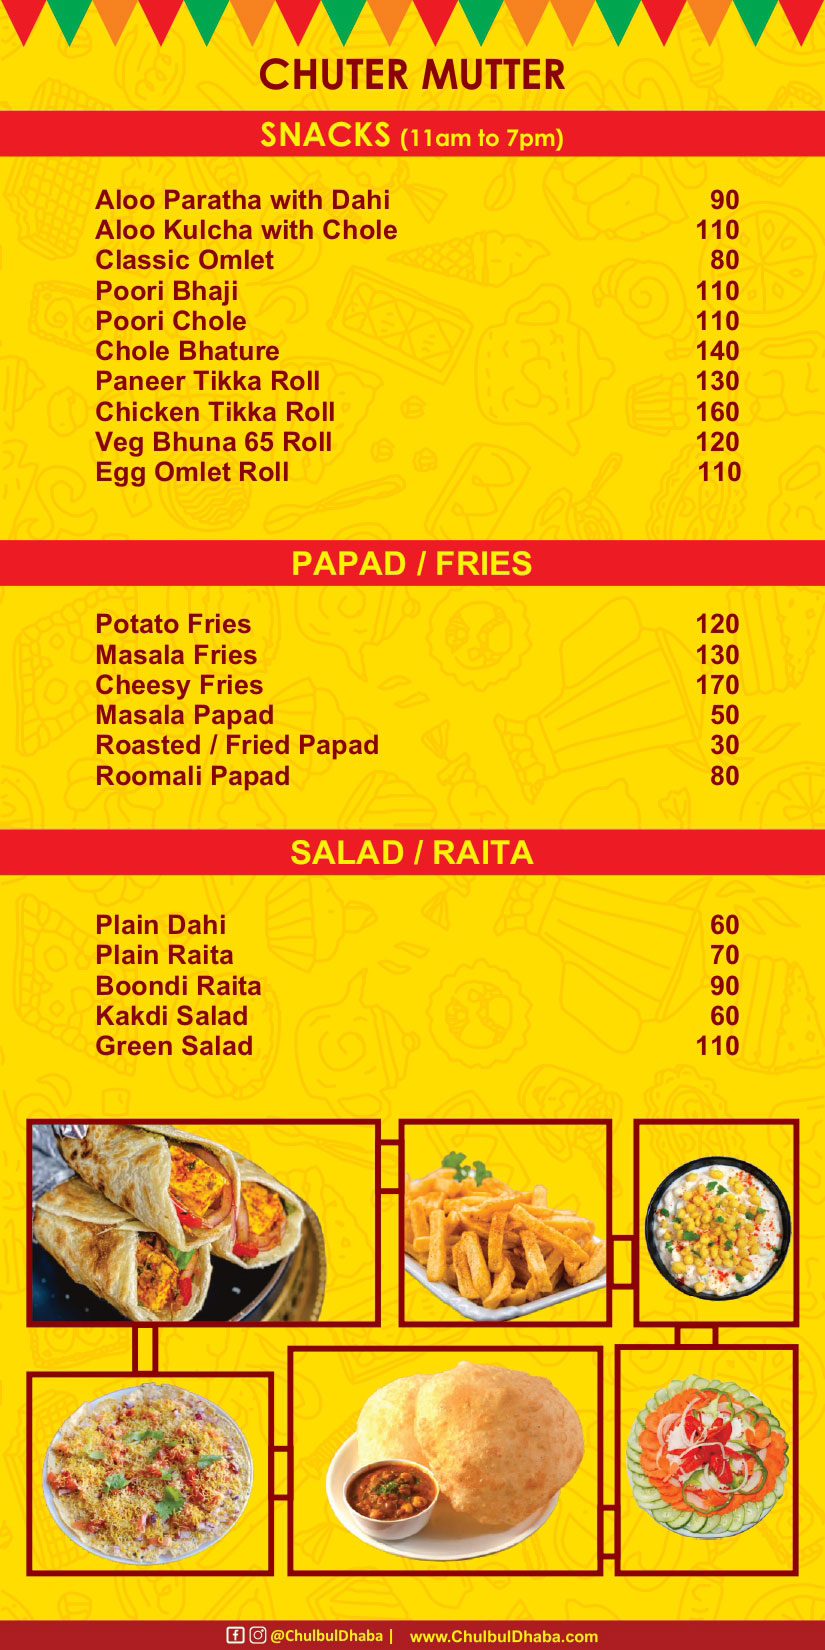 CHUTER MUTTER
SNACKS (11am to 7pm)
Aloo Paratha with Dahi 90
Aloo Kulcha with Chole 110
Classic Omlet 80
Poori Bhaji 110
Poori Chole 110
Chole Bhature 140
Paneer Tikka Roll 130
Chicken Tikka Roll 160
Veg Bhuna 65 Roll 120
Egg Omlet Roll 110
PAPAD / FRIES
Potato Fries 120
Masala Fries 130
Cheesy Fries 170
Masala Papad 50
Roasted / Fried Papad 30
Roomali Papad 80
SALAD / RAITA
Plain Dahi 60
Plain Raita 70
Boondi Raita 90
Kakdi Salad 60
Green Salad 110
@ChulbulDhaba | www.ChulbulDhaba.com